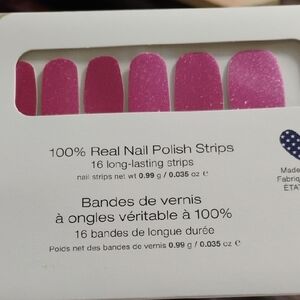 100% Real Nail Polish Strips
16 long-lasting strips
nail strips net wt 0.99 g / 0.035 oz ℮
Bandes de vernis
à ongles véritable à 100%
16 bandes de longue durée
Poids net des bandes de vernis 0.99 g / 0.035 oz ℮
Made
Fabriq
ÉTAT